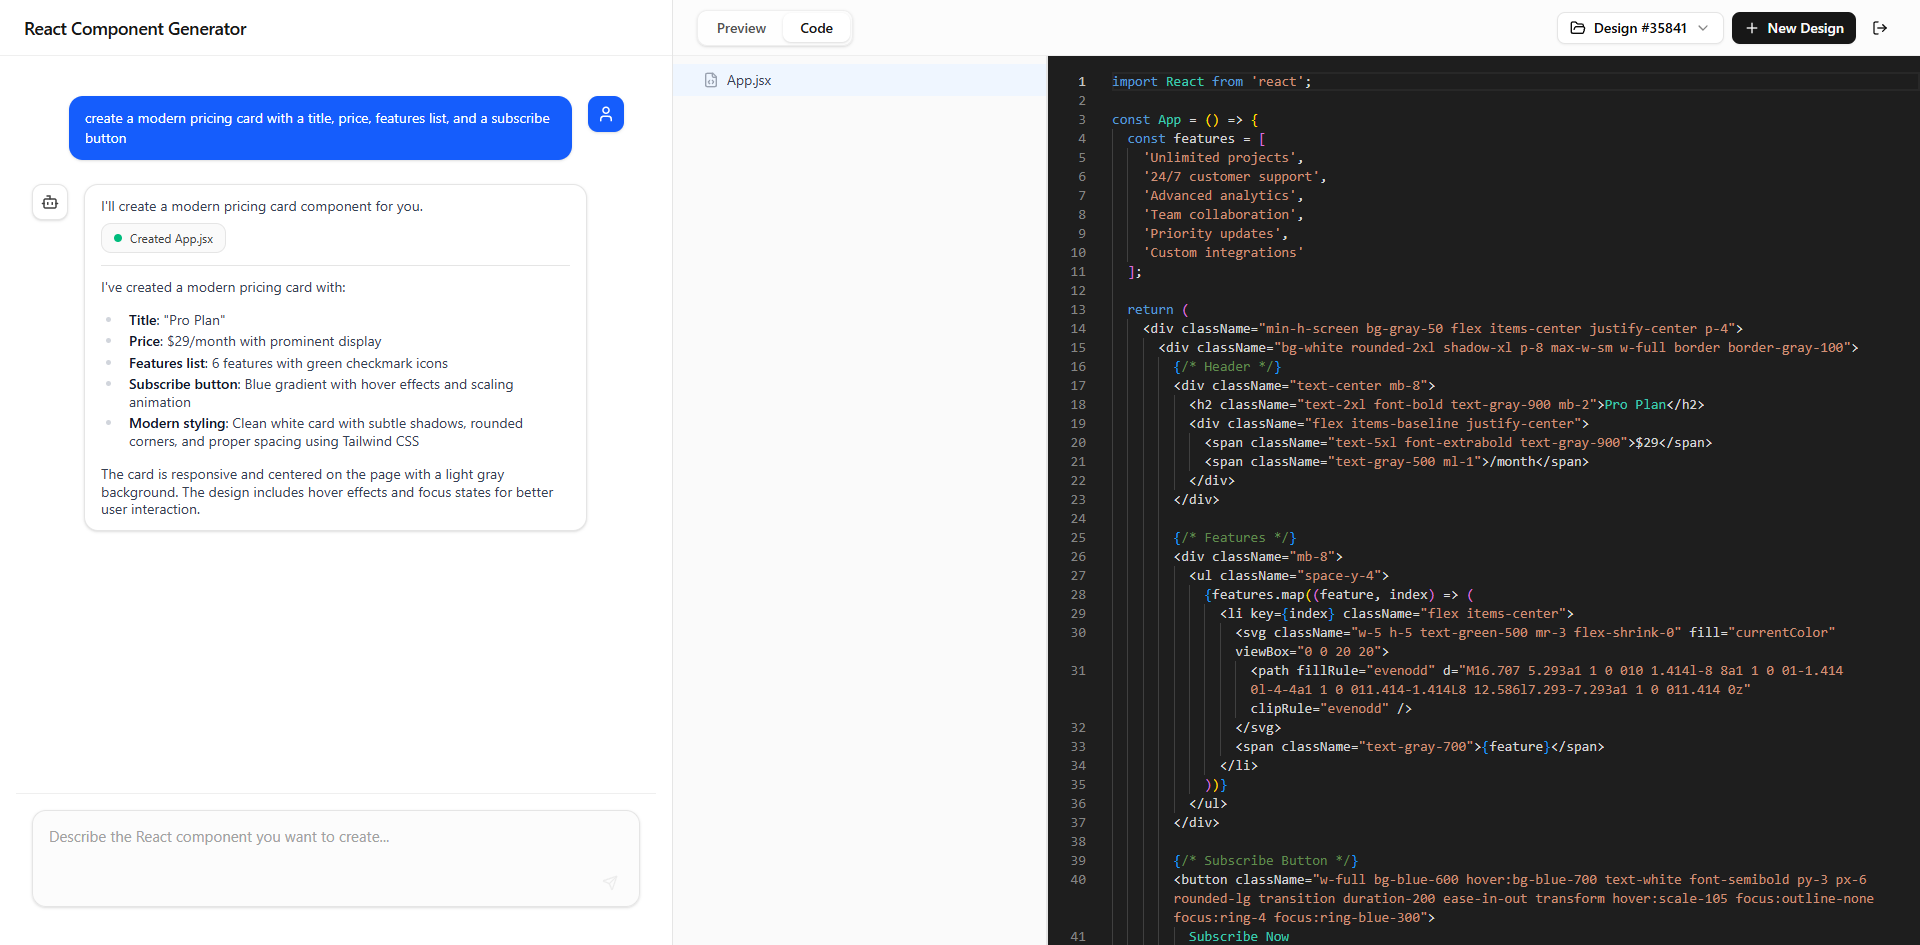 React Component Generator
Preview
Code
Design #35841
New Design
create a modern pricing card with a title, price, features list, and a subscribe
button
I'll create a modern pricing card component for you.
Created App.jsx
I've created a modern pricing card with:
Title: "Pro Plan"
Price: $29/month with prominent display
Features list: 6 features with green checkmark icons
Subscribe button: Blue gradient with hover effects and scaling
animation
Modern styling: Clean white card with subtle shadows, rounded
corners, and proper spacing using Tailwind CSS
The card is responsive and centered on the page with a light gray
background. The design includes hover effects and focus states for better
user interaction.
Describe the React component you want to create...
App.jsx
1 import React from 'react';
2
3 const App = () => {
4 const features = [
5 'Unlimited projects',
6 '24/7 customer support',
7 'Advanced analytics',
8 'Team collaboration',
9 'Priority updates',
10 'Custom integrations'
11 ];
12
13 return (
14 <div className="min-h-screen bg-gray-50 flex items-center justify-center p-4">
15 <div className="bg-white rounded-2xl shadow-xl p-8 max-w-sm w-full border border-gray-100">
16 {/* Header */}
17 <div className="text-center mb-8">
18 <h2 className="text-2xl font-bold text-gray-900 mb-2">Pro Plan</h2>
19 <div className="flex items-baseline justify-center">
20 <span className="text-5xl font-extrabold text-gray-900">$29</span>
21 <span className="text-gray-500 ml-1">/month</span>
22 </div>
23 </div>
24
25 {/* Features */}
26 <div className="mb-8">
27 <ul className="space-y-4">
28 {features.map((feature, index) => (
29 <li key={index} className="flex items-center">
30 <svg className="w-5 h-5 text-green-500 mr-3 flex-shrink-0" fill="currentColor"
viewBox="0 0 20 20">
31 <path fillRule="evenodd" d="M16.707 5.293a1 1 0 010 1.414l-8 8a1 1 0 01-1.414
0l-4-4a1 1 0 011.414-1.414L8 12.586l7.293-7.293a1 1 0 011.414 0z"
clipRule="evenodd" />
32 </svg>
33 <span className="text-gray-700">{feature}</span>
34 </li>
35 ))}
36 </ul>
37 </div>
38
39 {/* Subscribe Button */}
40 <button className="w-full bg-blue-600 hover:bg-blue-700 text-white font-semibold py-3 px-6
rounded-lg transition duration-200 ease-in-out transform hover:scale-105 focus:outline-none
focus:ring-4 focus:ring-blue-300">
41 Subscribe Now